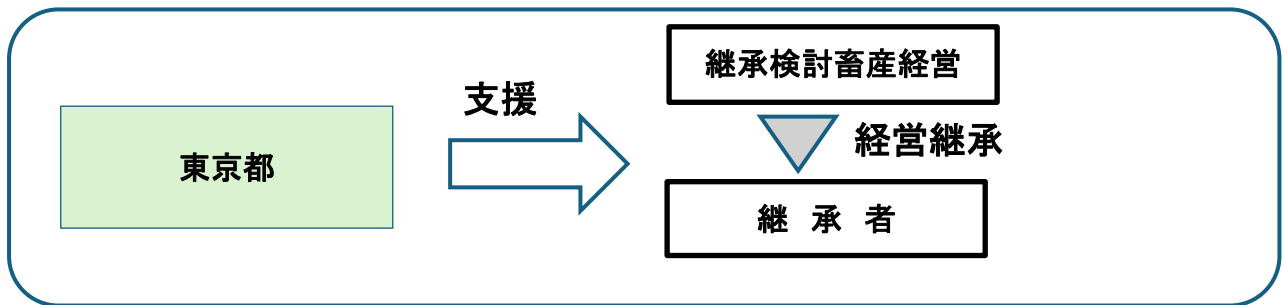 継承検討畜産経営
支援
経営継承
東京都
継 承 者